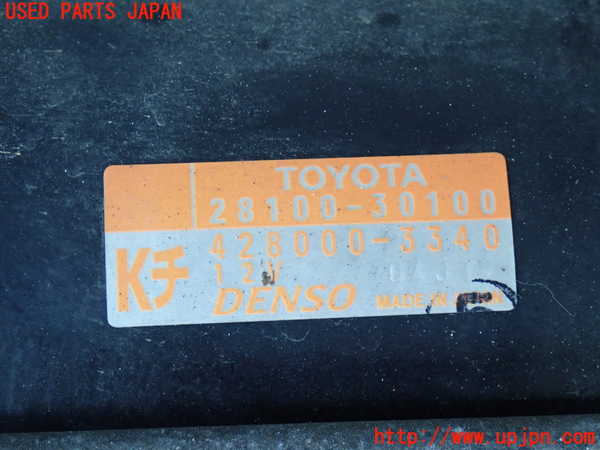 USED PARTS JAPAN
TOYOTA
28100-30100
428000-3340
Kチ
12V
DENSO MADE IN JAPAN
http://www.upjpn.com/